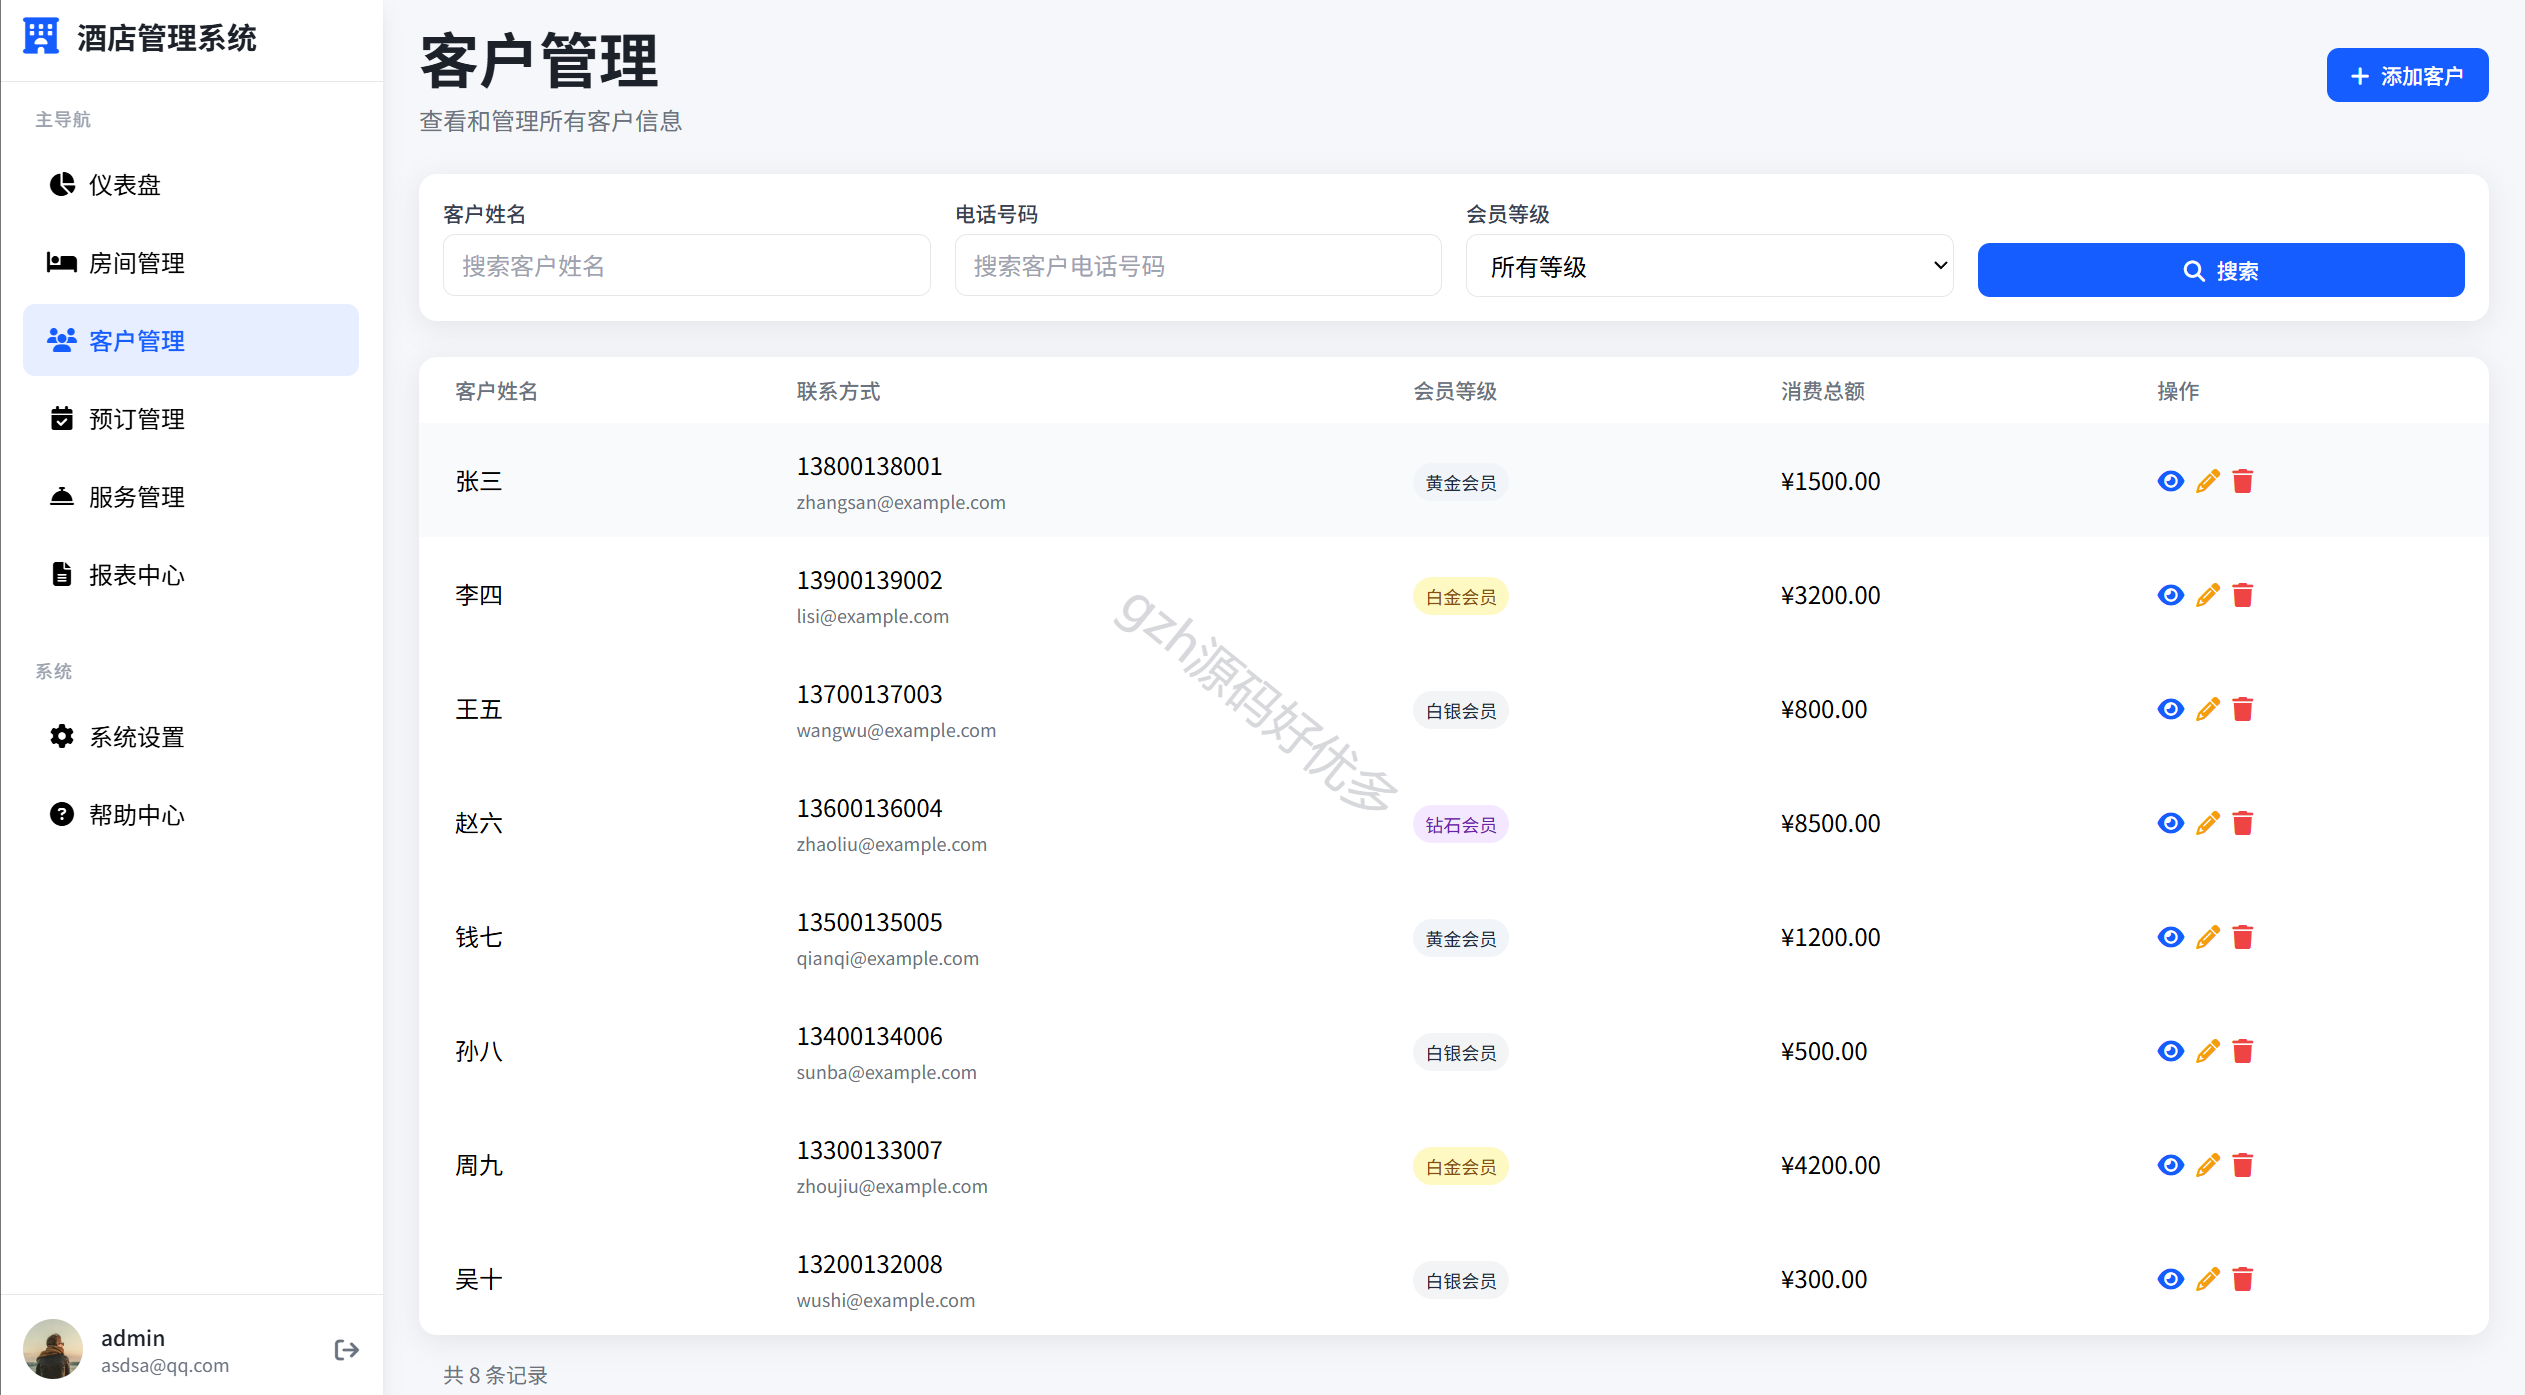 酒店管理系统
主导航
仪表盘
房间管理
客户管理
预订管理
服务管理
报表中心
系统
系统设置
帮助中心
admin
asdsa@qq.com
客户管理
查看和管理所有客户信息
添加客户
客户姓名 电话号码 会员等级
搜索客户姓名 搜索客户电话号码 所有等级 搜索
客户姓名 联系方式 会员等级 消费总额 操作
张三 13800138001 黄金会员 ¥1500.00
zhangsan@example.com
李四 13900139002 白金会员 ¥3200.00
lisi@example.com
王五 13700137003 白银会员 ¥800.00
wangwu@example.com
赵六 13600136004 钻石会员 ¥8500.00
zhaoliu@example.com
钱七 13500135005 黄金会员 ¥1200.00
qianqi@example.com
孙八 13400134006 白银会员 ¥500.00
sunba@example.com
周九 13300133007 白金会员 ¥4200.00
zhoujiu@example.com
吴十 13200132008 白银会员 ¥300.00
wushi@example.com
共 8 条记录
gzh源码好优多